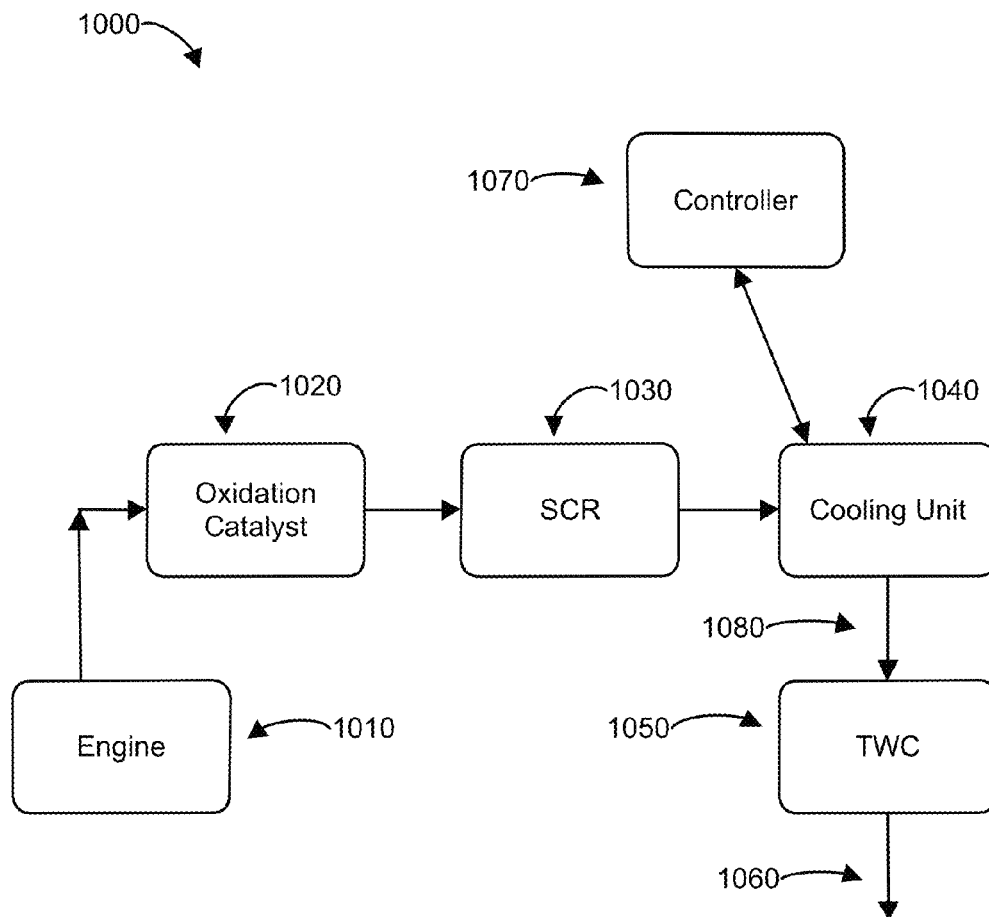 1000
1070
Controller
1020
1030
1040
Oxidation
Catalyst
SCR
Cooling Unit
1080
Engine
1010
1050
TWC
1060